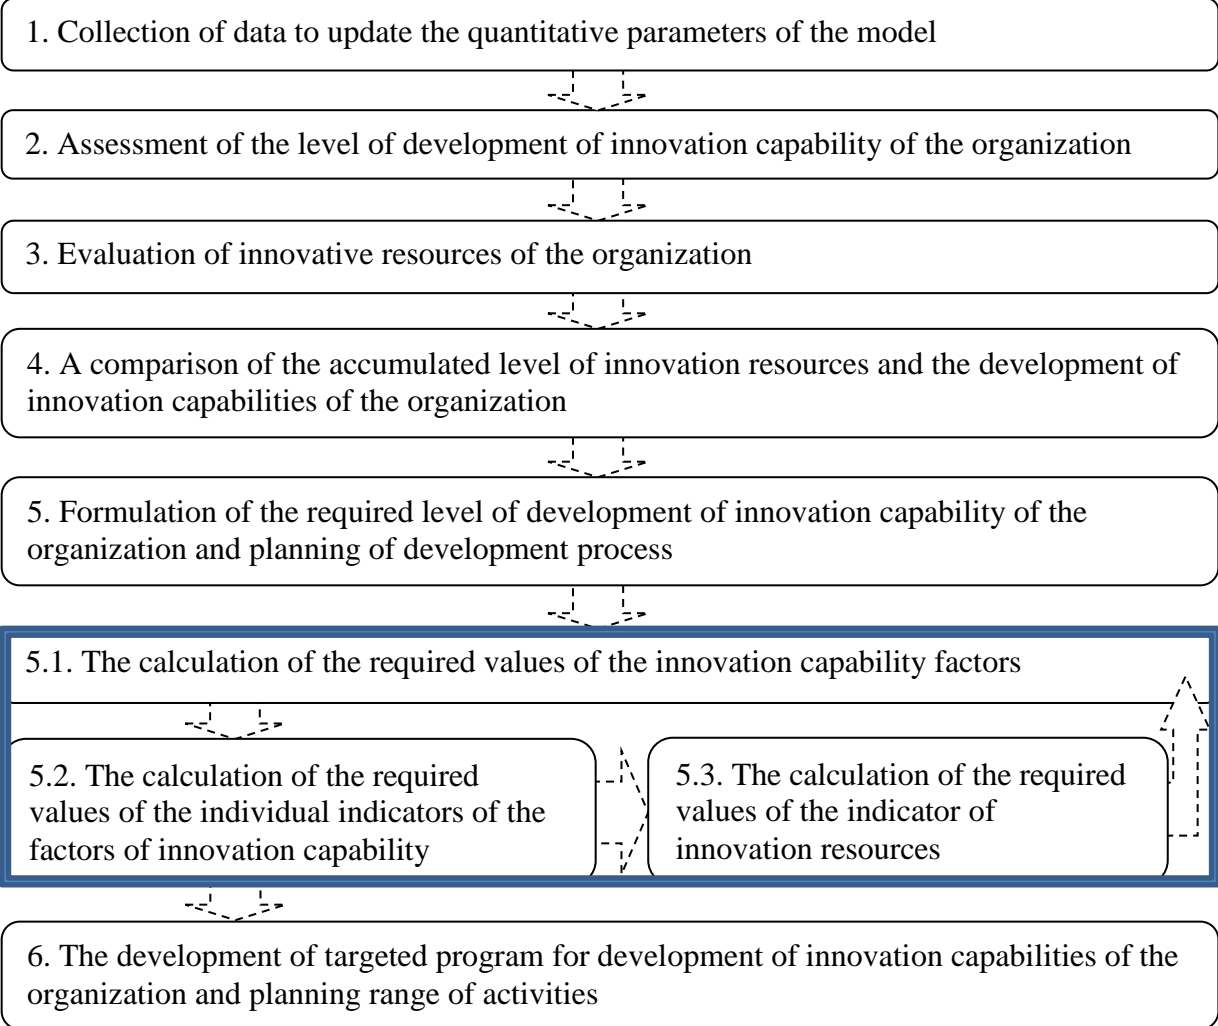 1. Collection of data to update the quantitative parameters of the model
2. Assessment of the level of development of innovation capability of the organization
3. Evaluation of innovative resources of the organization
4. A comparison of the accumulated level of innovation resources and the development of
innovation capabilities of the organization
5. Formulation of the required level of development of innovation capability of the
organization and planning of development process
5.1. The calculation of the required values of the innovation capability factors
5.2. The calculation of the required
values of the individual indicators of the
factors of innovation capability
5.3. The calculation of the required
values of the indicator of
innovation resources
6. The development of targeted program for development of innovation capabilities of the
organization and planning range of activities